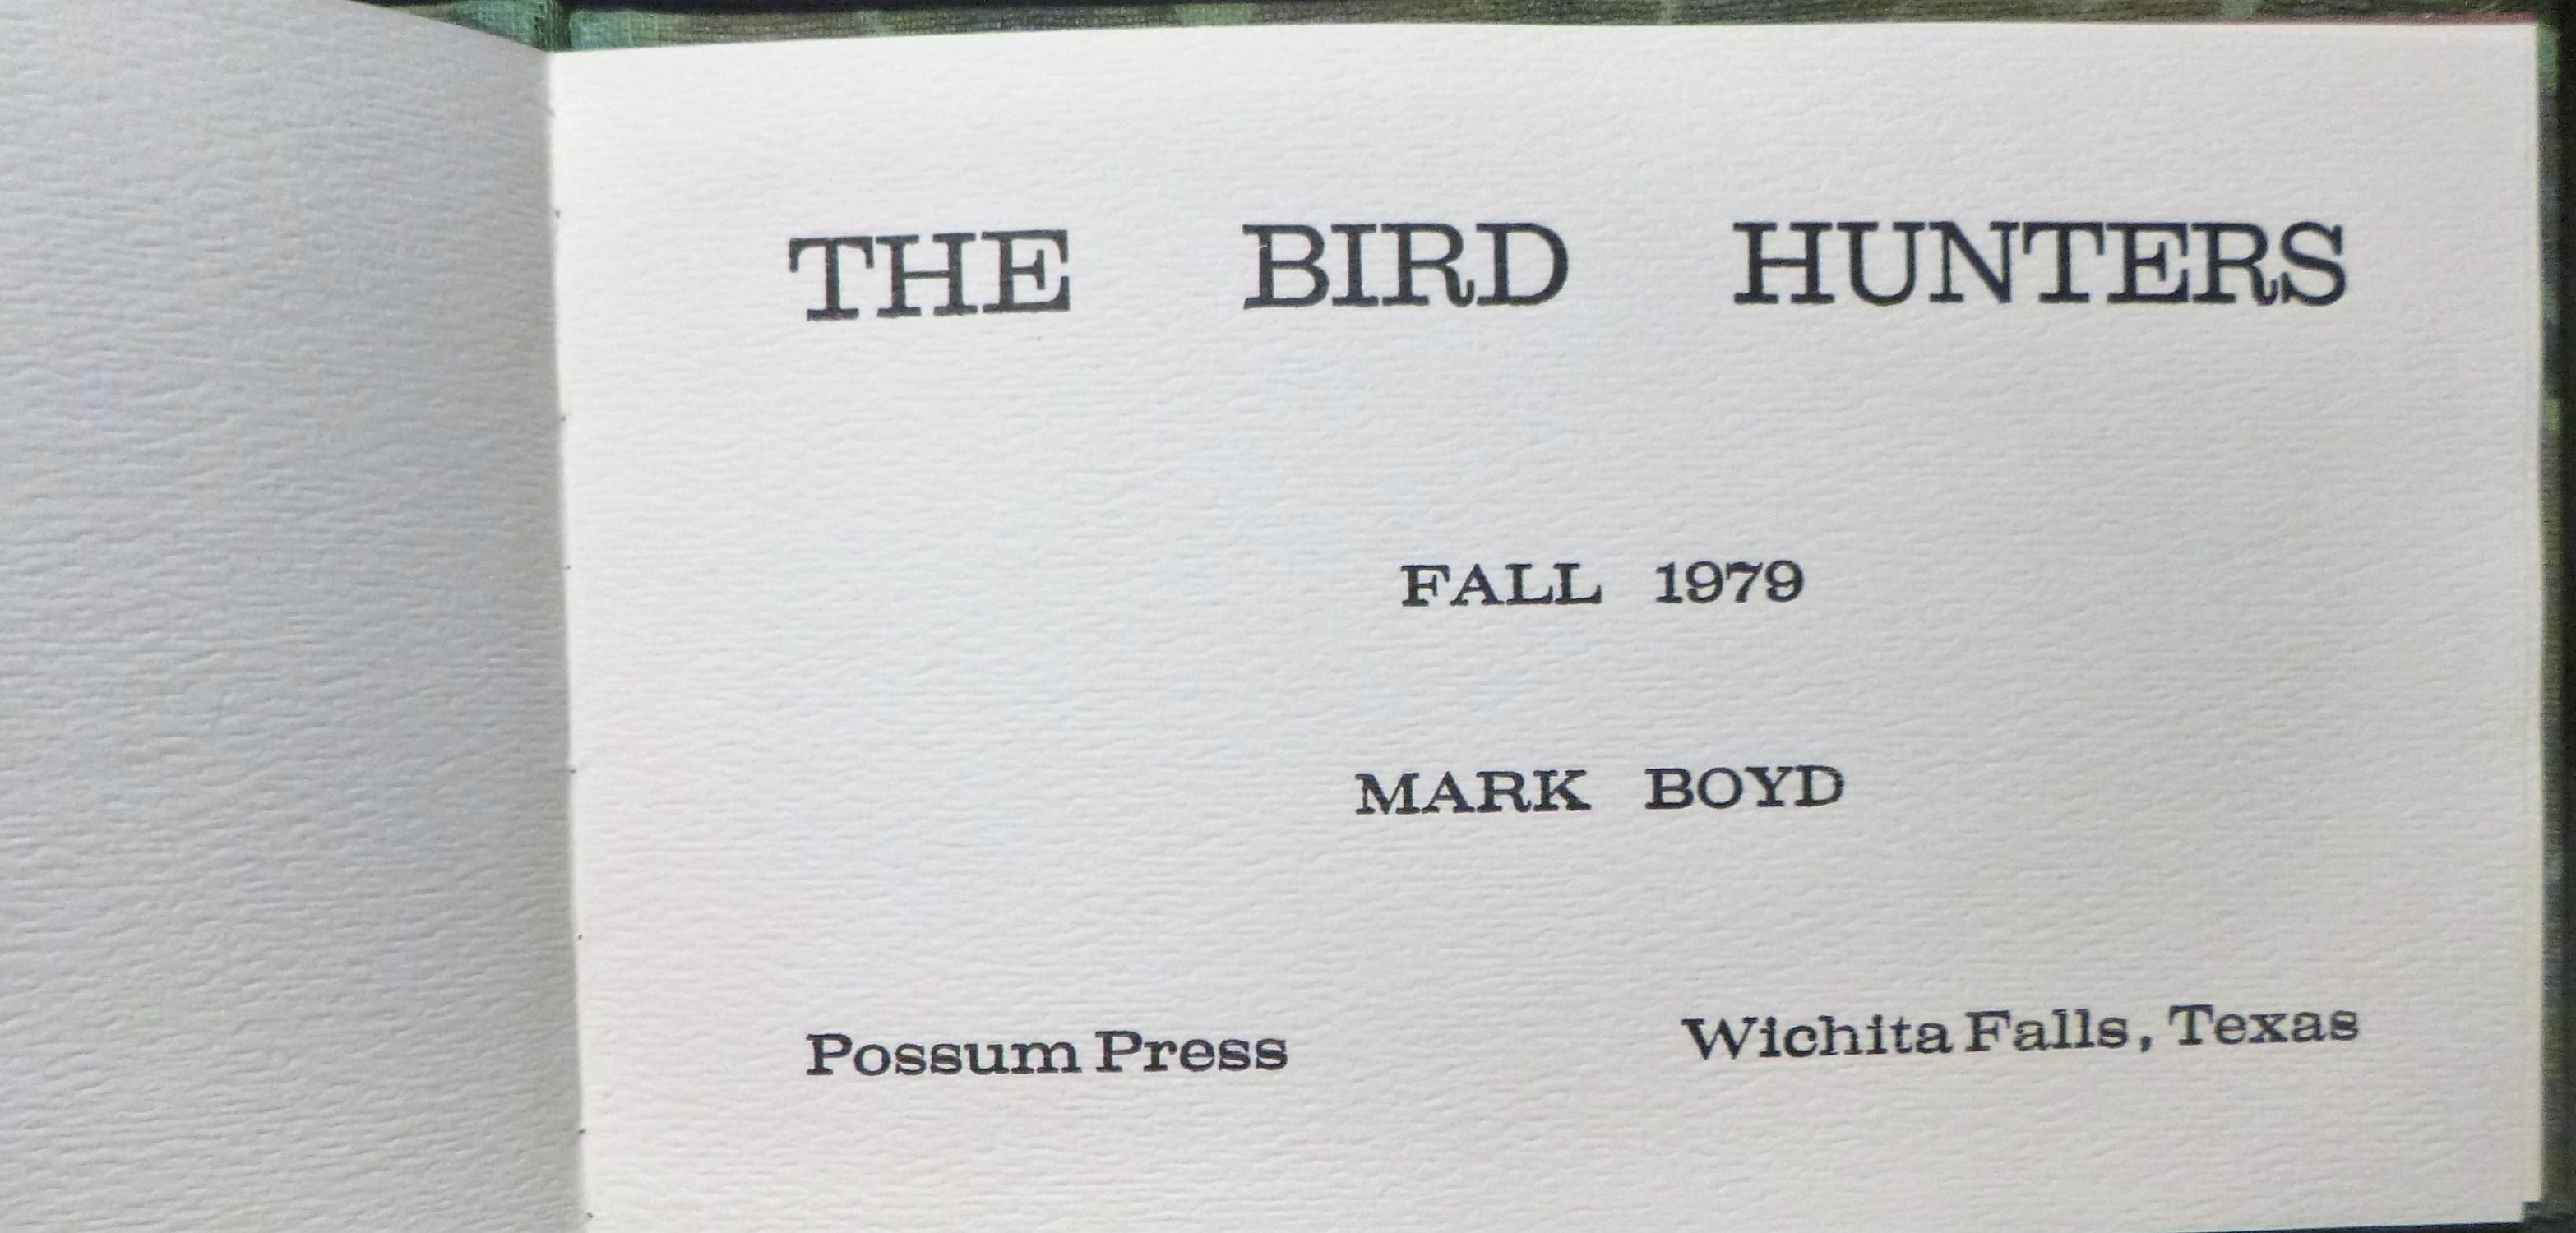 THE BIRD HUNTERS
FALL 1979
MARK BOYD
Possum Press Wichita Falls, Texas